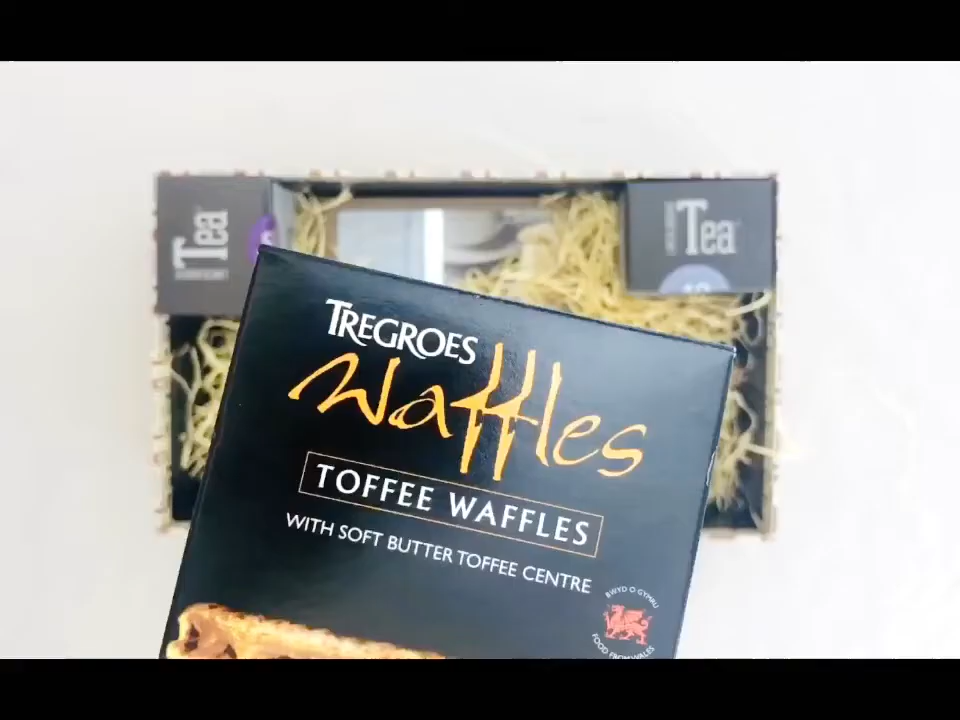 Tea
Tea
TREGROES
Waffles
TOFFEE WAFFLES
WITH SOFT BUTTER TOFFEE CENTRE
BWYD O GYMRU
FOOD FROM WALES